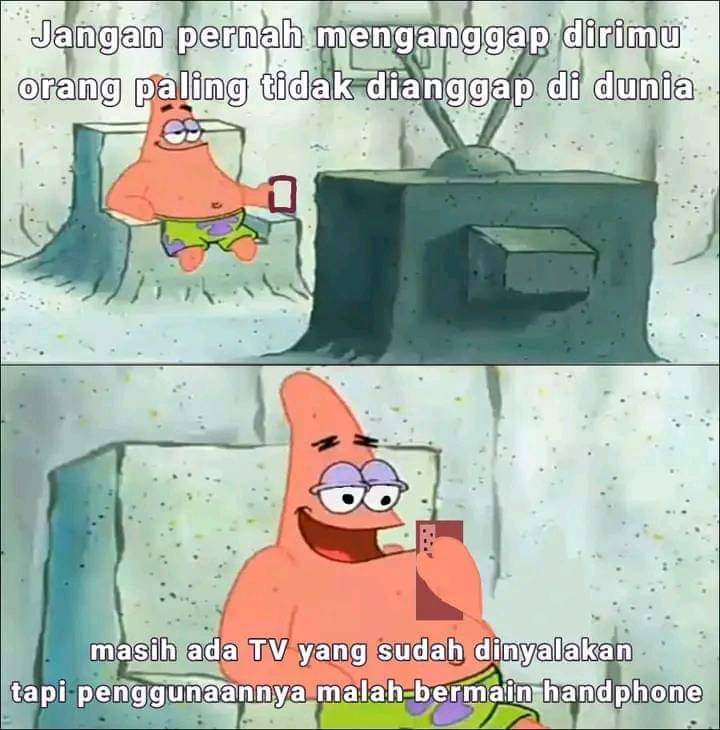 Jangan pernah menganggap dirimu
orang paling tidak dianggap di dunia
masih ada TV yang sudah dinyalakan
tapi penggunaannya malah bermain handphone